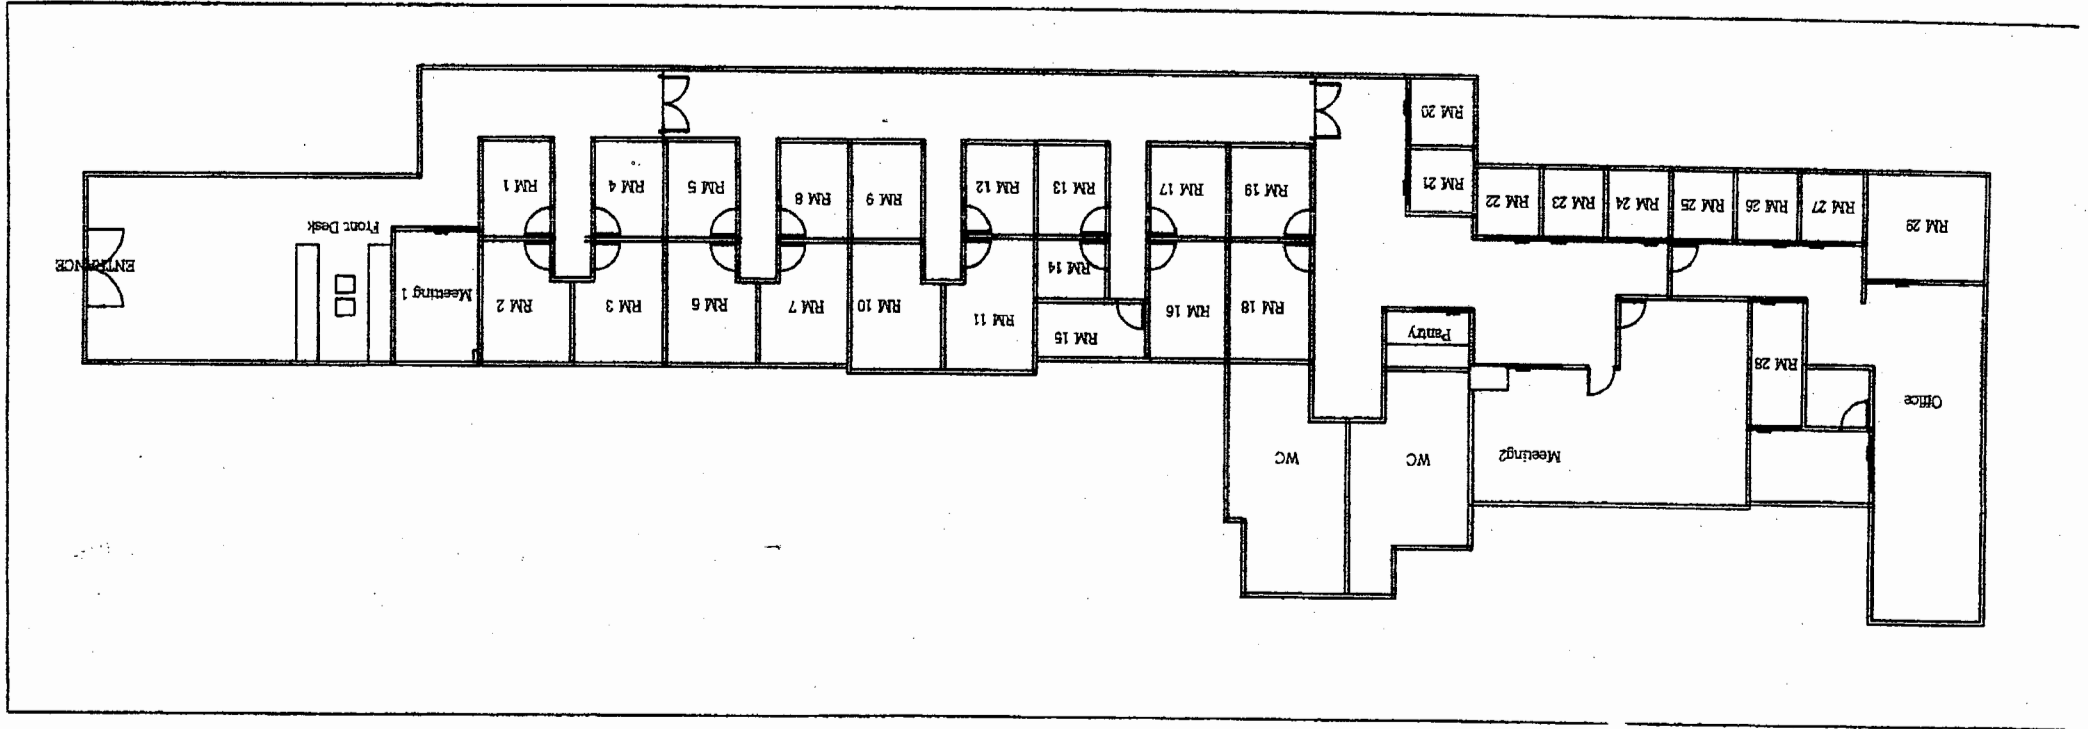 ENTRANCE
Front Desk
Meetting 1
RM 1
RM 2
RM 3
RM 4
RM 5
RM 6
RM 7
RM 8
RM 9
RM 10
RM 11
RM 12
RM 13
RM 14
RM 15
RM 16
RM 17
RM 18
RM 19
RM 20
RM 21
RM 22
RM 23
RM 24
RM 25
RM 26
RM 27
RM 29
Pantry
RM 28
Office
WC
WC
Meeting2